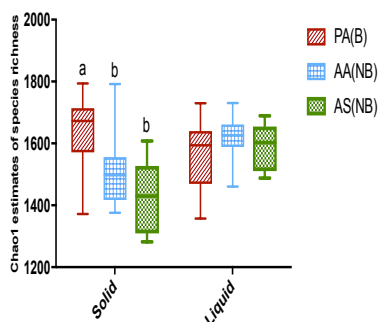 Chao1 estimates of species richness
2000
1800
1600
1400
1200
a
b
b
Solid
Liquid
PA(B)
AA(NB)
AS(NB)